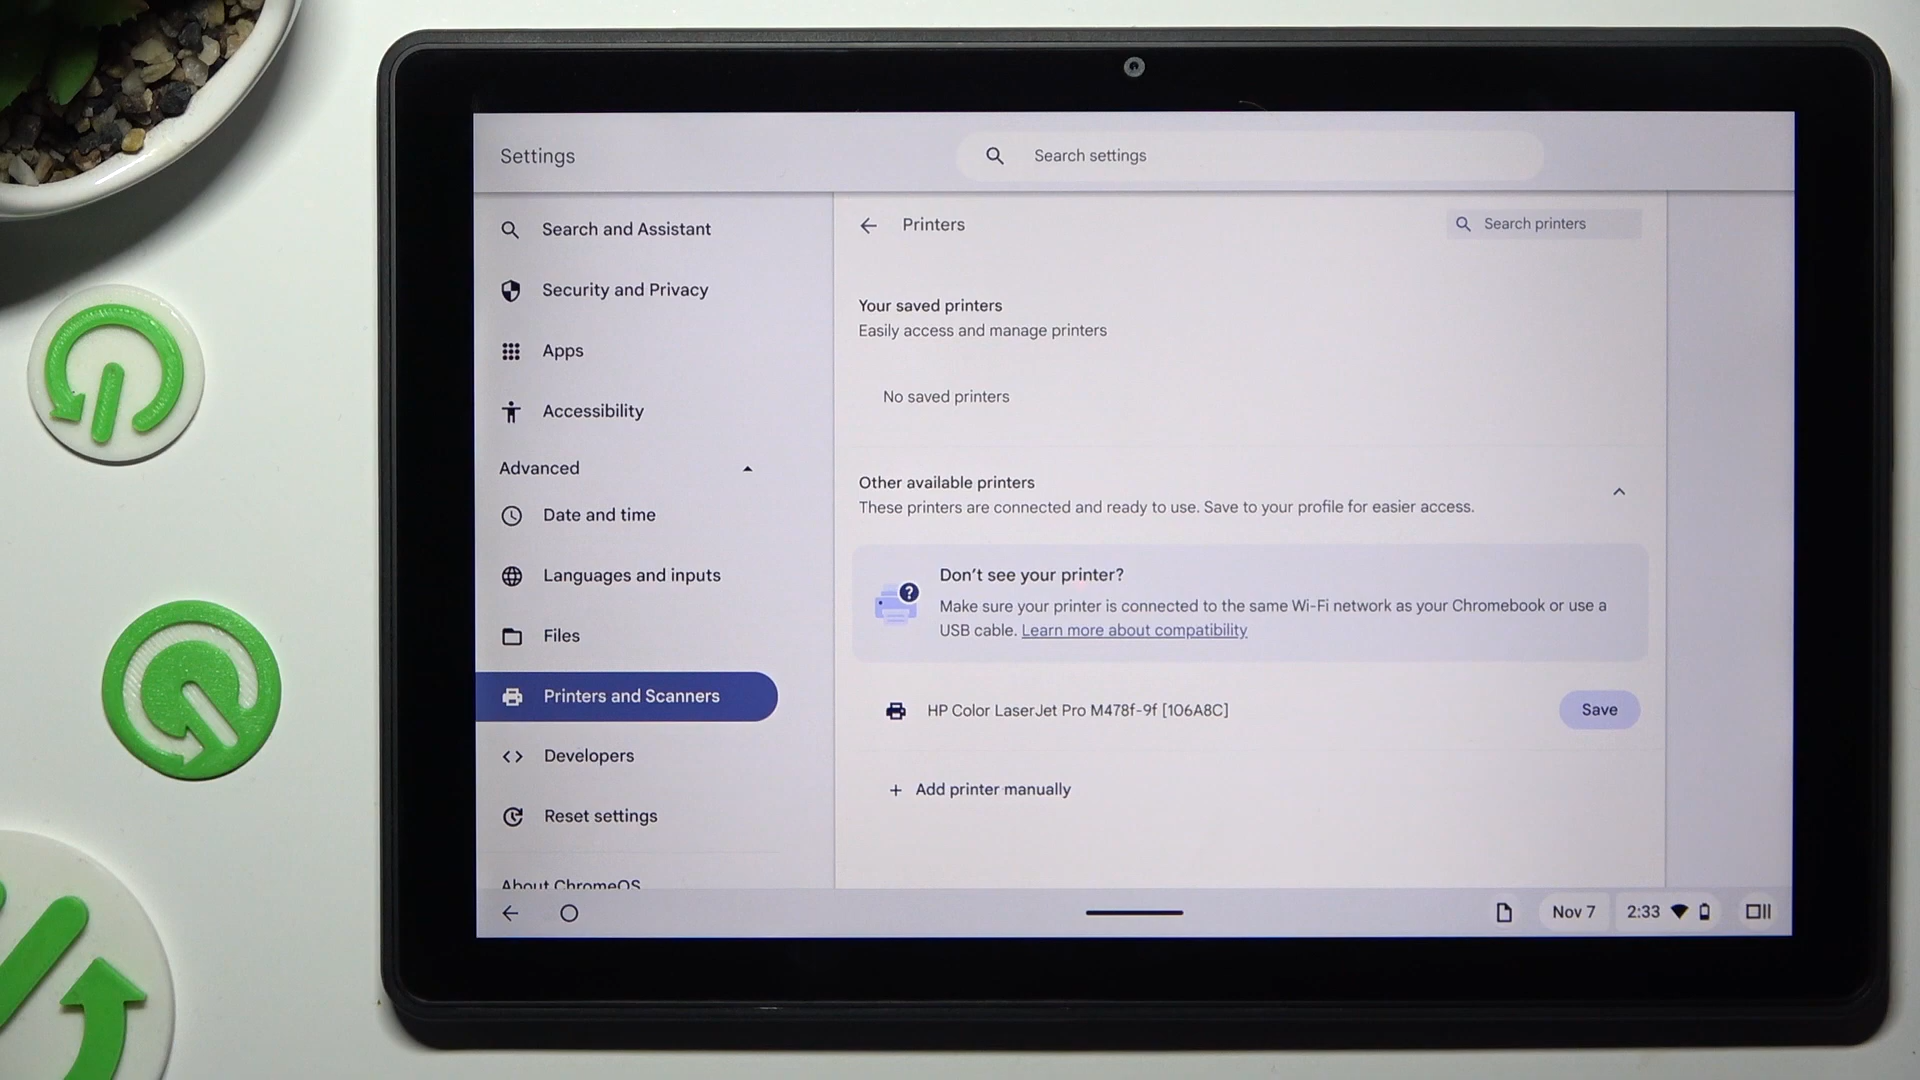 Settings
Search settings
Search and Assistant
Security and Privacy
Apps
Accessibility
Advanced
Date and time
Languages and inputs
Files
Printers and Scanners
Developers
Reset settings
About ChromeOS
Printers
Search printers
Your saved printers
Easily access and manage printers
No saved printers
Other available printers
These printers are connected and ready to use. Save to your profile for easier access.
Don't see your printer?
Make sure your printer is connected to the same Wi-Fi network as your Chromebook or use a
USB cable. Learn more about compatibility
HP Color LaserJet Pro M478f-9f [106A8C]
Save
+ Add printer manually
Nov 7
2:33